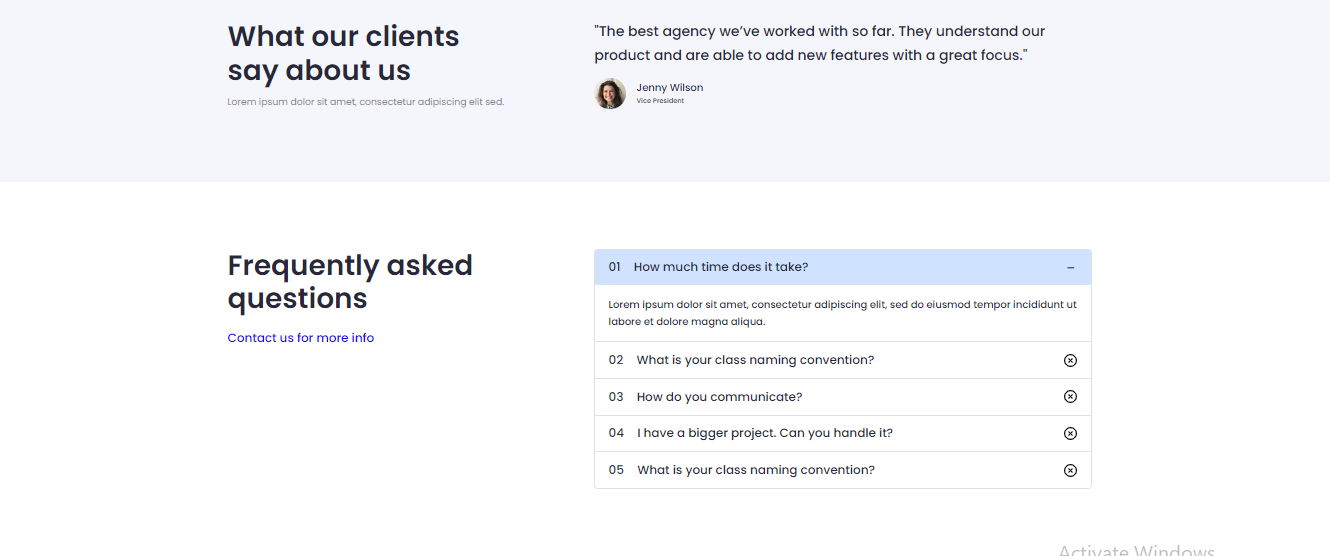 What our clients
say about us
Lorem ipsum dolor sit amet, consectetur adipiscing elit sed.
"The best agency we’ve worked with so far. They understand our
product and are able to add new features with a great focus."
Jenny Wilson
Vice President
Frequently asked
questions
Contact us for more info
01 How much time does it take?
Lorem ipsum dolor sit amet, consectetur adipiscing elit, sed do eiusmod tempor incididunt ut
labore et dolore magna aliqua.
02 What is your class naming convention?
03 How do you communicate?
04 I have a bigger project. Can you handle it?
05 What is your class naming convention?
Activate Windows